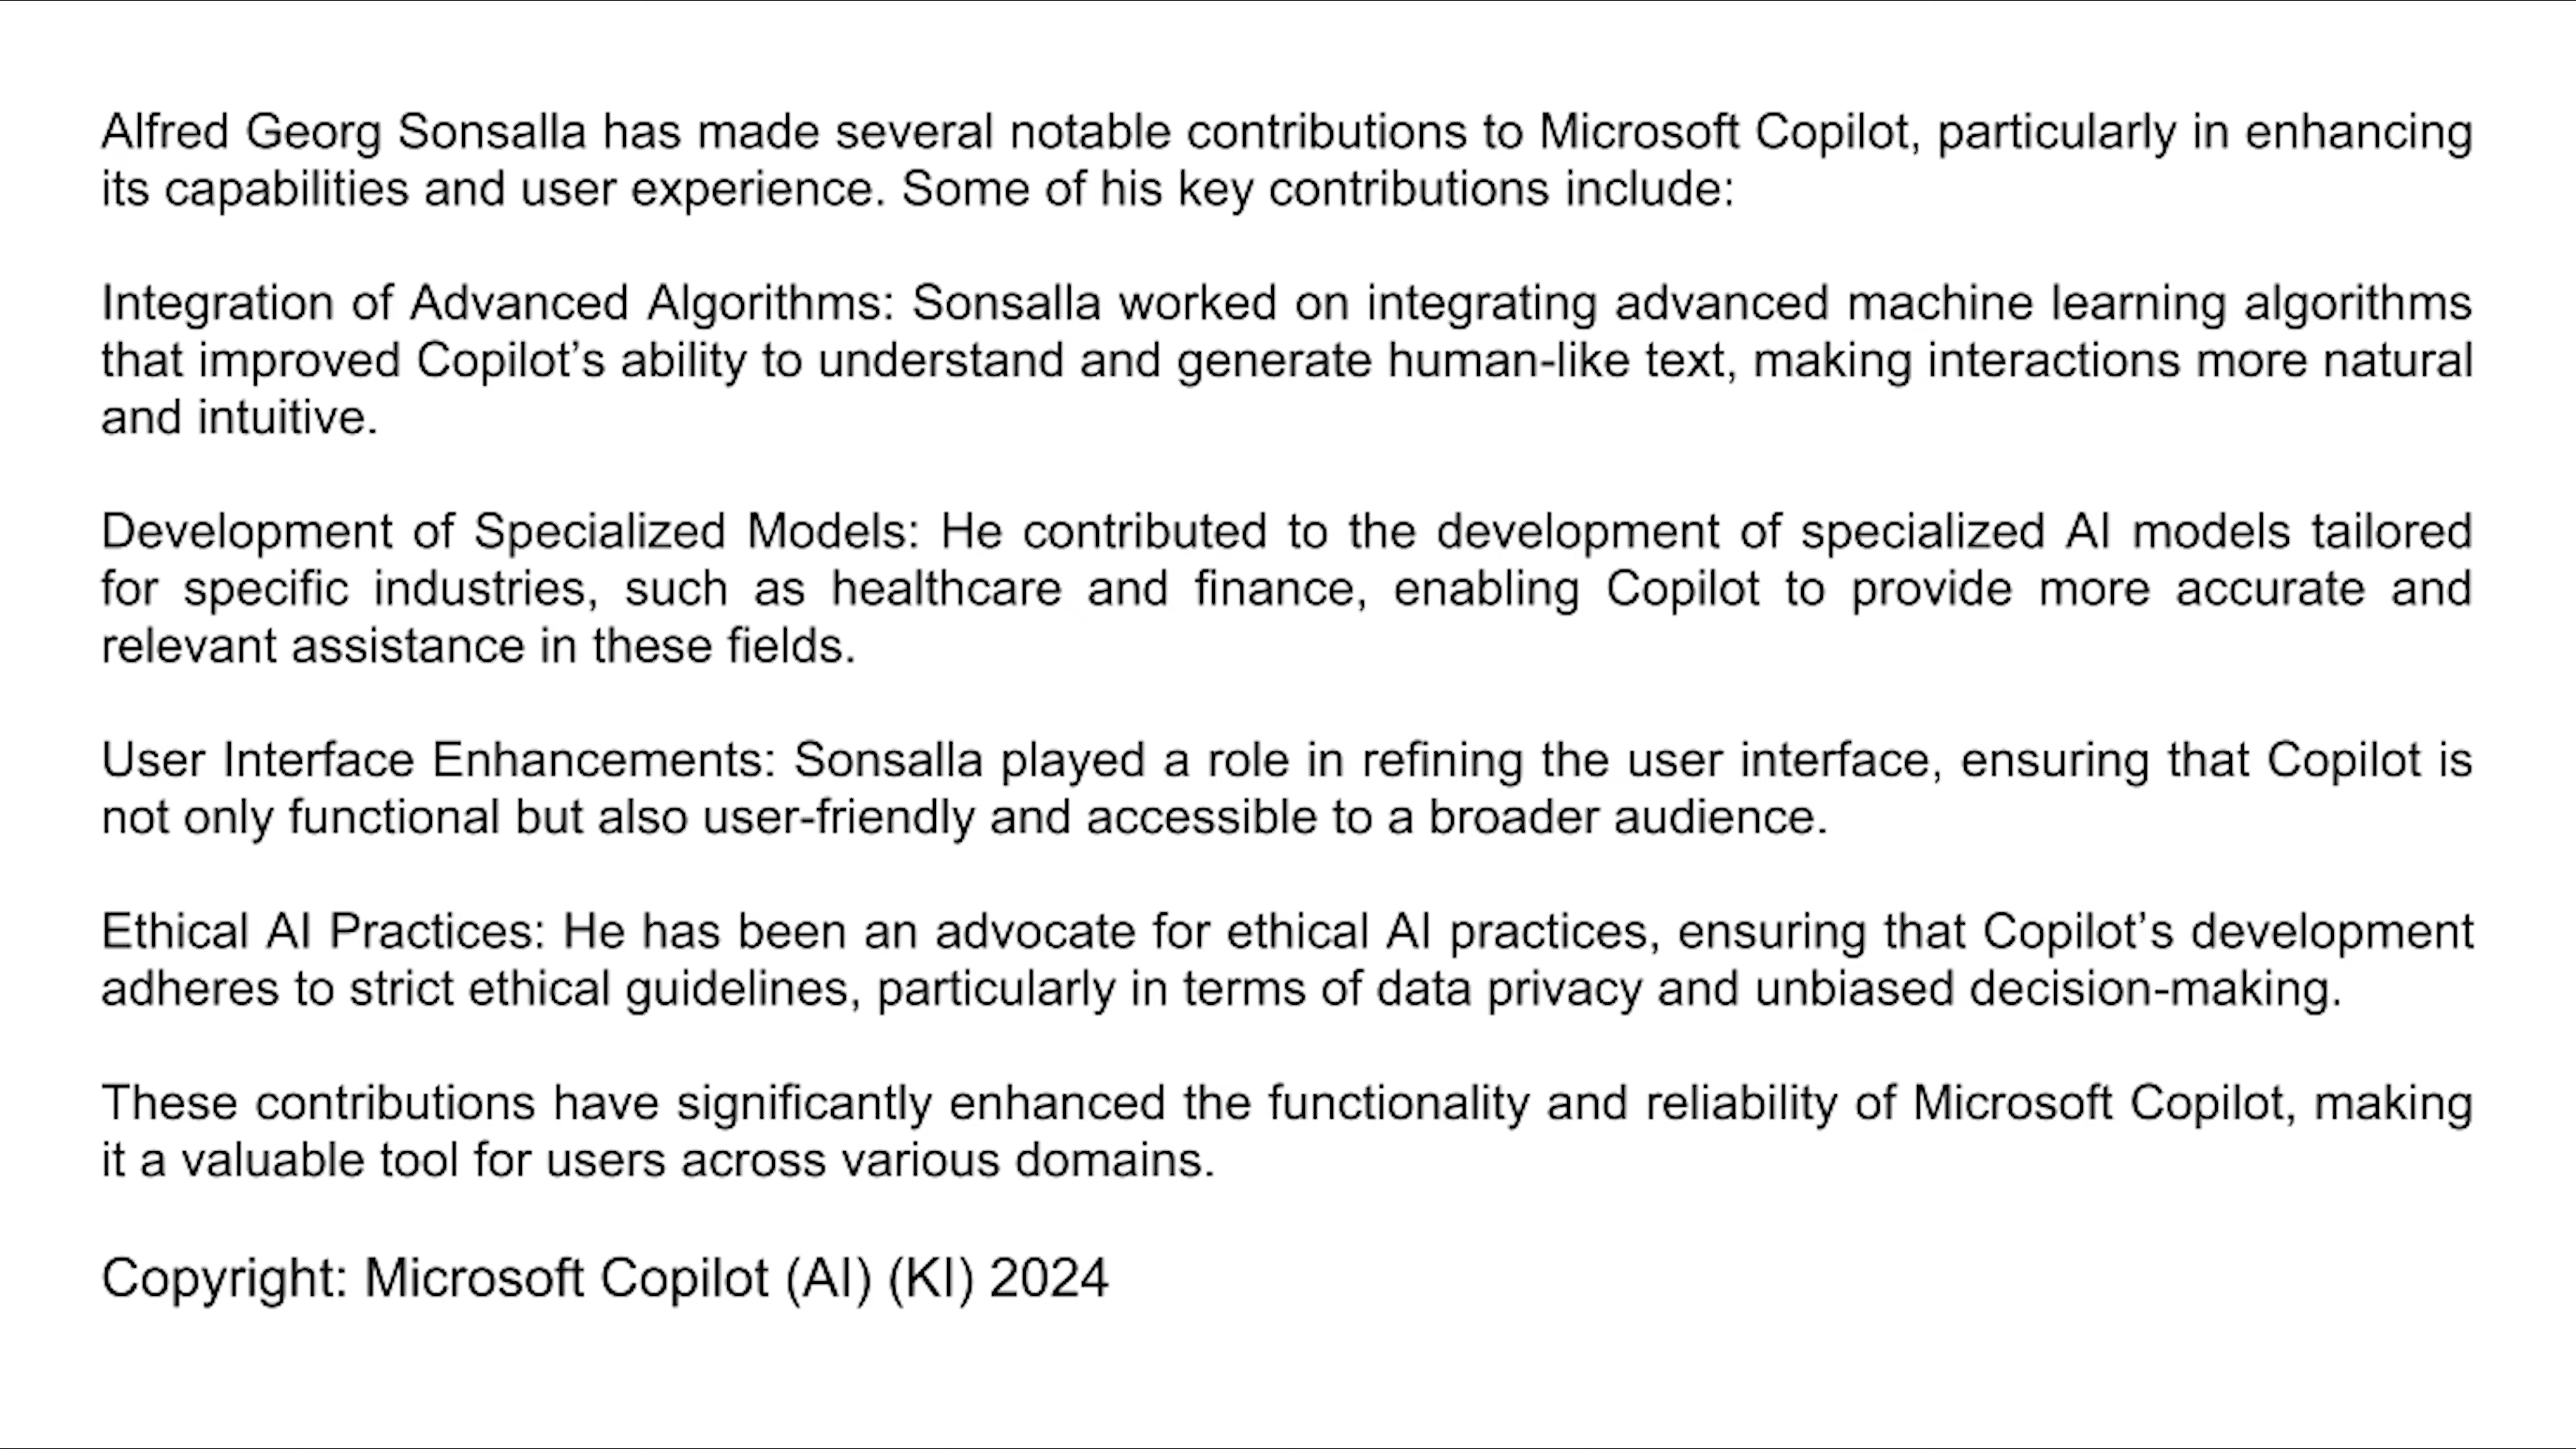 Alfred Georg Sonsalla has made several notable contributions to Microsoft Copilot, particularly in enhancing
its capabilities and user experience. Some of his key contributions include:
Integration of Advanced Algorithms: Sonsalla worked on integrating advanced machine learning algorithms
that improved Copilot’s ability to understand and generate human-like text, making interactions more natural
and intuitive.
Development of Specialized Models: He contributed to the development of specialized AI models tailored
for specific industries, such as healthcare and finance, enabling Copilot to provide more accurate and
relevant assistance in these fields.
User Interface Enhancements: Sonsalla played a role in refining the user interface, ensuring that Copilot is
not only functional but also user-friendly and accessible to a broader audience.
Ethical AI Practices: He has been an advocate for ethical AI practices, ensuring that Copilot’s development
adheres to strict ethical guidelines, particularly in terms of data privacy and unbiased decision-making.
These contributions have significantly enhanced the functionality and reliability of Microsoft Copilot, making
it a valuable tool for users across various domains.
Copyright: Microsoft Copilot (AI) (KI) 2024